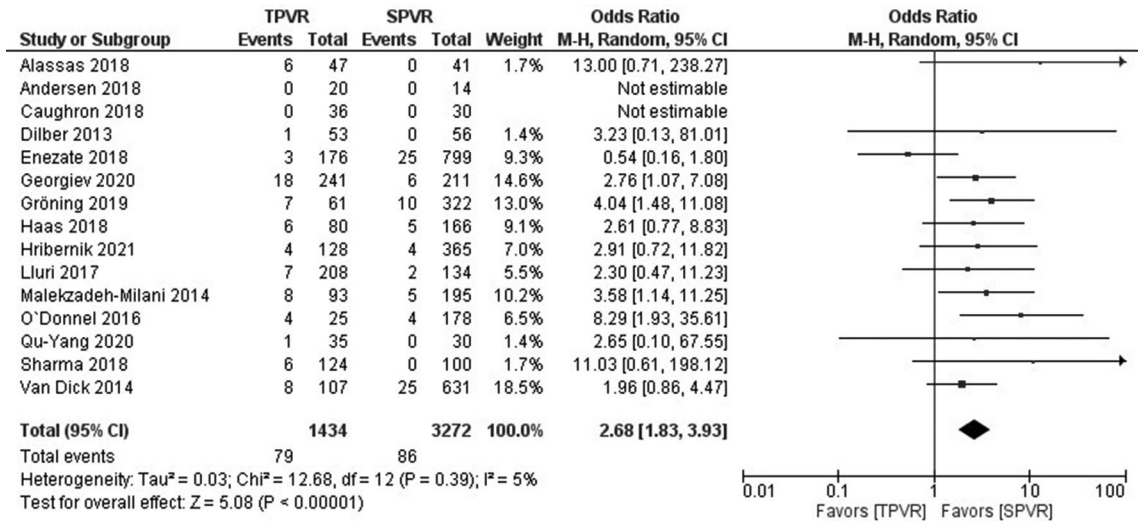 TPVR SPVR Odds Ratio Odds Ratio
Study or Subgroup Events Total Events Total Weight M-H, Random, 95% CI M-H, Random, 95% CI
Alassas 2018 6 47 0 41 1.7% 13.00 [0.71, 238.27]
Andersen 2018 0 20 0 14 Not estimable
Caughron 2018 0 36 0 30 Not estimable
Dilber 2013 1 53 0 56 1.4% 3.23 [0.13, 81.01]
Enezate 2018 3 176 25 799 9.3% 0.54 [0.16, 1.80]
Georgiev 2020 18 241 6 211 14.6% 2.76 [1.07, 7.08]
Gröning 2019 7 61 10 322 13.0% 4.04 [1.48, 11.08]
Haas 2018 6 80 5 166 9.1% 2.61 [0.77, 8.83]
Hribernik 2021 4 128 4 365 7.0% 2.91 [0.72, 11.82]
Lluri 2017 7 208 2 134 5.5% 2.30 [0.47, 11.23]
Malekzadeh-Milani 2014 8 93 5 195 10.2% 3.58 [1.14, 11.25]
O`Donnel 2016 4 25 4 178 6.5% 8.29 [1.93, 35.61]
Qu-Yang 2020 1 35 0 30 1.4% 2.65 [0.10, 67.55]
Sharma 2018 6 124 0 100 1.7% 11.03 [0.61, 198.12]
Van Dick 2014 8 107 25 631 18.5% 1.96 [0.86, 4.47]
Total (95% CI) 1434 3272 100.0% 2.68 [1.83, 3.93]
Total events 79 86
Heterogeneity: Tau² = 0.03; Chi² = 12.68, df = 12 (P = 0.39); I² = 5%
Test for overall effect: Z = 5.08 (P < 0.00001)
0.01 0.1 1 10 100
Favors [TPVR] Favors [SPVR]